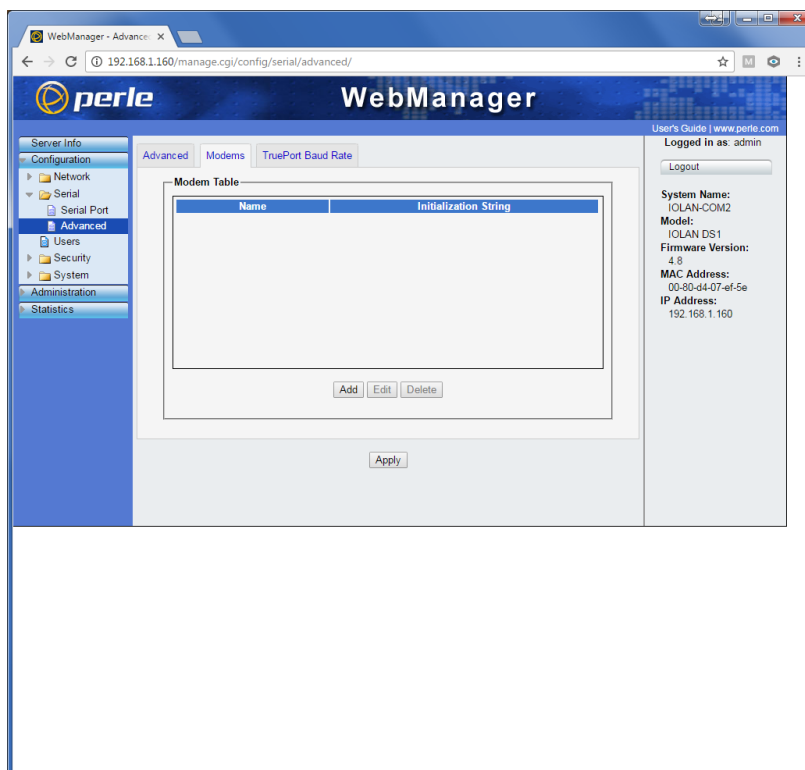 WebManager - Advance
192.168.1.160/manage.cgi/config/serial/advanced/
perle
WebManager
User's Guide | www.perle.com
Server Info
Configuration
Network
Serial
Serial Port
Advanced
Users
Security
System
Administration
Statistics
Advanced Modems TruePort Baud Rate
Modem Table
Name Initialization String
Add Edit Delete
Apply
Logged in as: admin
Logout
System Name:
IOLAN-COM2
Model:
IOLAN DS1
Firmware Version:
4.8
MAC Address:
00-80-d4-07-ef-5e
IP Address:
192.168.1.160